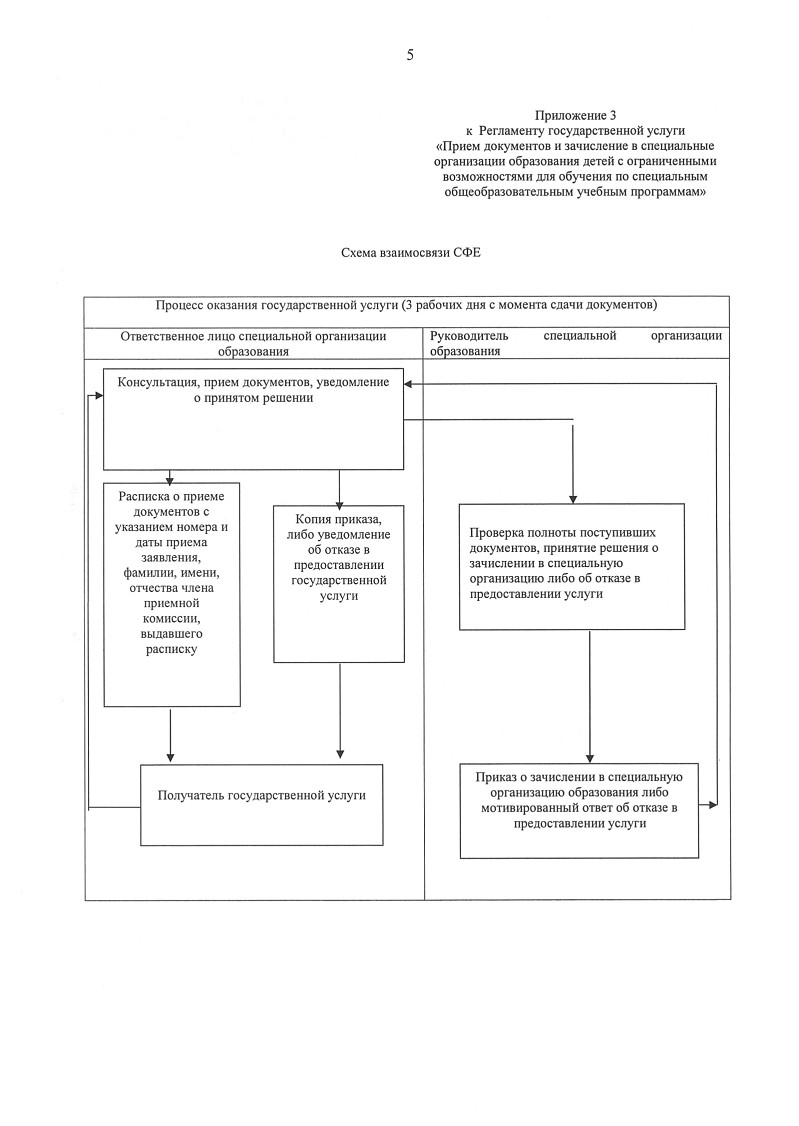 5
Приложение 3
к Регламенту государственной услуги
«Прием документов и зачисление в специальные
организации образования детей с ограниченными
возможностями для обучения по специальным
общеобразовательным учебным программам»
Схема взаимосвязи СФЕ
Процесс оказания государственной услуги (3 рабочих дня с момента сдачи документов)
Ответственное лицо специальной организации
образования
Руководитель специальной организации
образования
Консультация, прием документов, уведомление
о принятом решении
Расписка о приеме
документов с
указанием номера и
даты приема
заявления,
фамилии, имени,
отчества члена
приемной
комиссии,
выдавшего
расписку
Копия приказа,
либо уведомление
об отказе в
предоставлении
государственной
услуги
Проверка полноты поступивших
документов, принятие решения о
зачислении в специальную
организацию либо об отказе в
предоставлении услуги
Получатель государственной услуги
Приказ о зачислении в специальную
организацию образования либо
мотивированный ответ об отказе в
предоставлении услуги